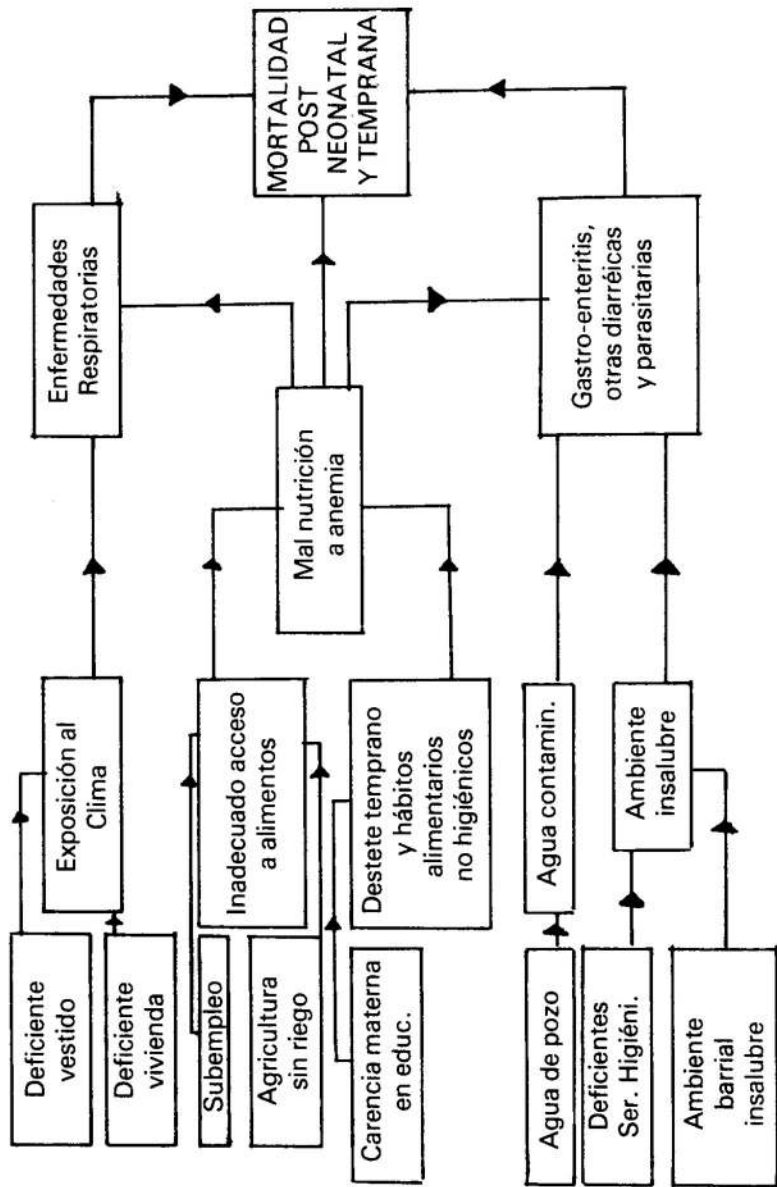 Deficiente
vestido
Deficiente
vivienda
Subempleo
Agricultura
sin riego
Carencia materna
en educ.
Agua de pozo
Deficientes
Ser. Higiéni.
Ambiente
barrial
insalubre
Exposición al
Clima
Inadecuado acceso
a alimentos
Destete temprano
y hábitos
alimentarios
no higiénicos
Agua contamin.
Ambiente
insalubre
Mal nutrición
a anemia
Enfermedades
Respiratorias
Gastro-enteritis,
otras diarréicas
y parasitarias
MORTALIDAD
POST
NEONATAL
Y TEMPRANA